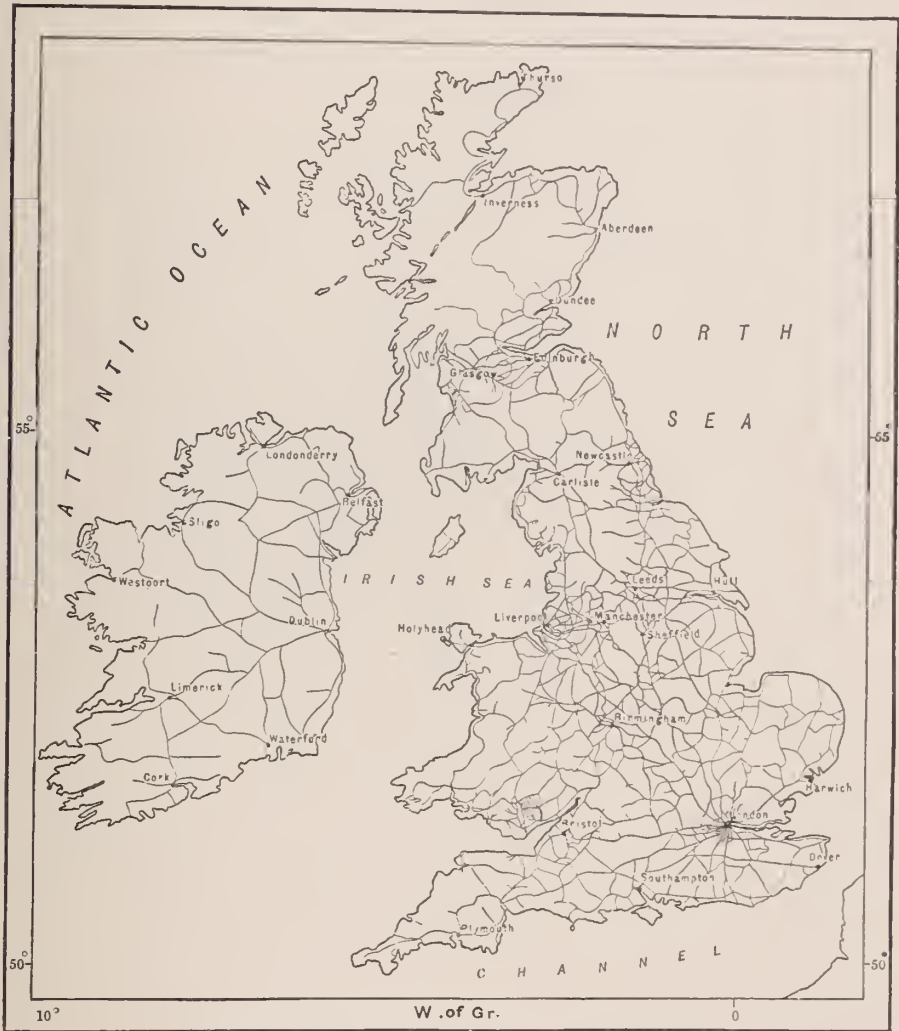 Thurso
ATLANTIC OCEAN
Inverness
Aberdeen
Dundee
NORTH
SEA
Edinburgh
Glasgow
55°
55°
Londonderry
Newcastle
Carlisle
Belfast
Sligo
Westport
IRISH SEA
Leeds
Hull
Dublin
Liverpool
Manchester
Holyhead
Sheffield
Limerick
Birmingham
Waterford
Cork
Harwich
London
Bristol
Dover
Southampton
Plymouth
CHANNEL
50°
50°
10°
W. of Gr.
0